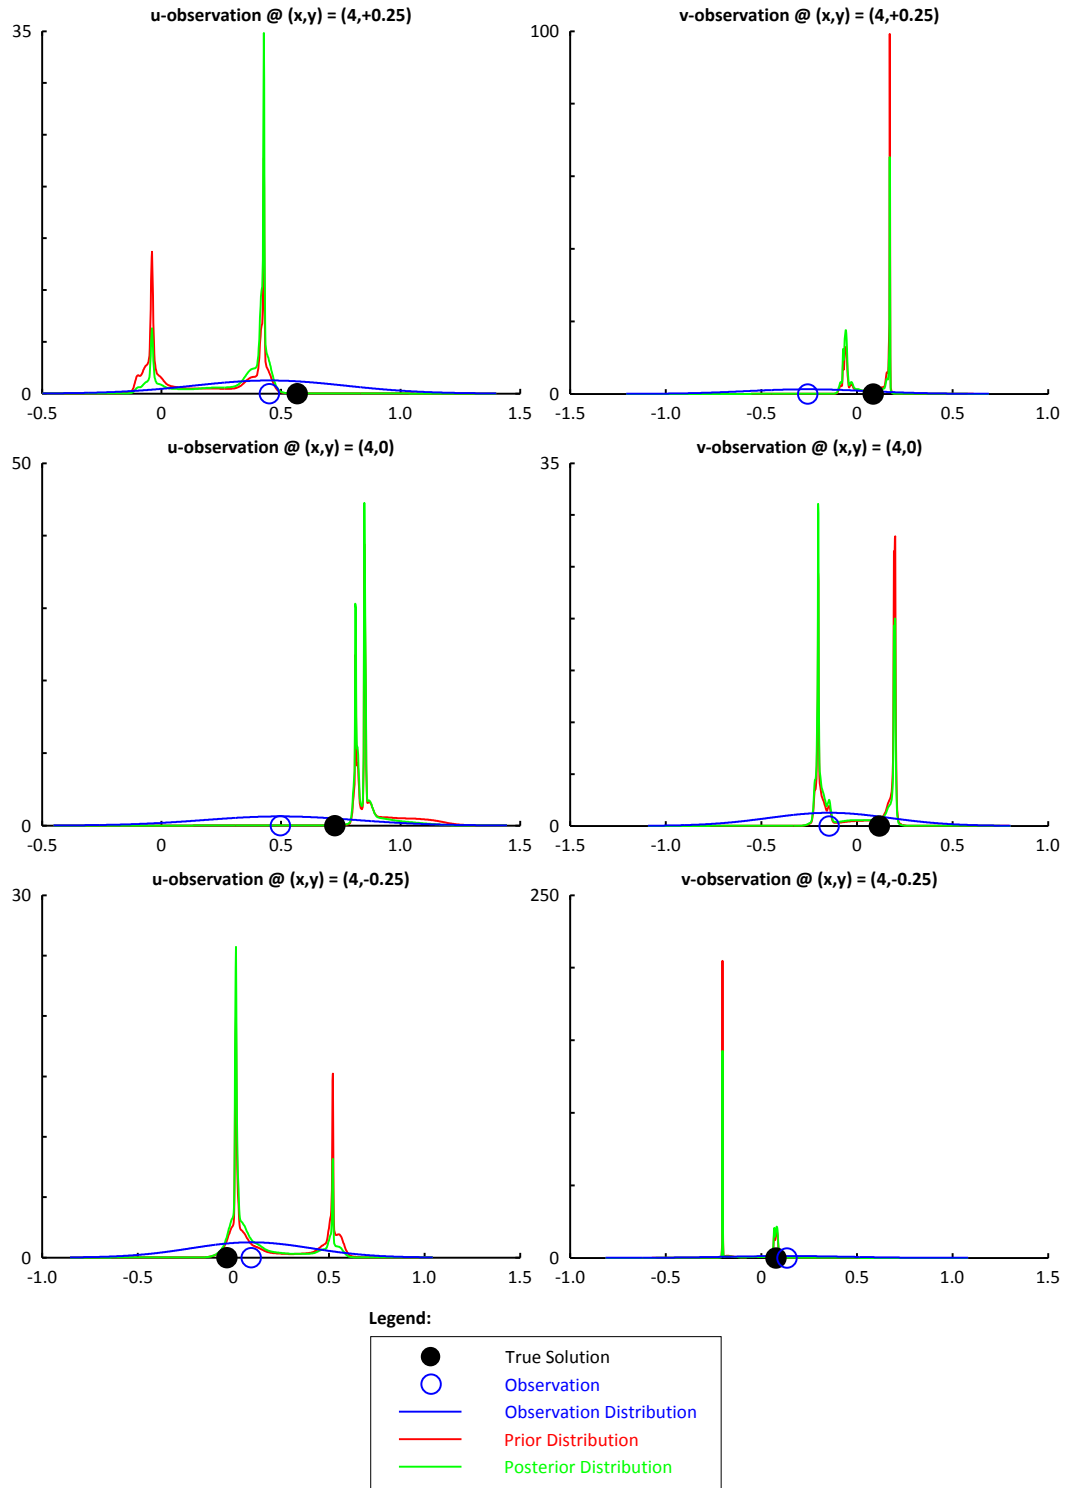 u-observation @ (x,y) = (4,+0.25)
35
0
-0.5 0 0.5 1.0 1.5
v-observation @ (x,y) = (4,+0.25)
100
0
-1.5 -1.0 -0.5 0 0.5 1.0
u-observation @ (x,y) = (4,0)
50
0
-0.5 0 0.5 1.0 1.5
v-observation @ (x,y) = (4,0)
35
0
-1.5 -1.0 -0.5 0 0.5 1.0
u-observation @ (x,y) = (4,-0.25)
30
0
-1.0 -0.5 0 0.5 1.0 1.5
v-observation @ (x,y) = (4,-0.25)
250
0
-1.0 -0.5 0 0.5 1.0 1.5
Legend:
True Solution
Observation
Observation Distribution
Prior Distribution
Posterior Distribution